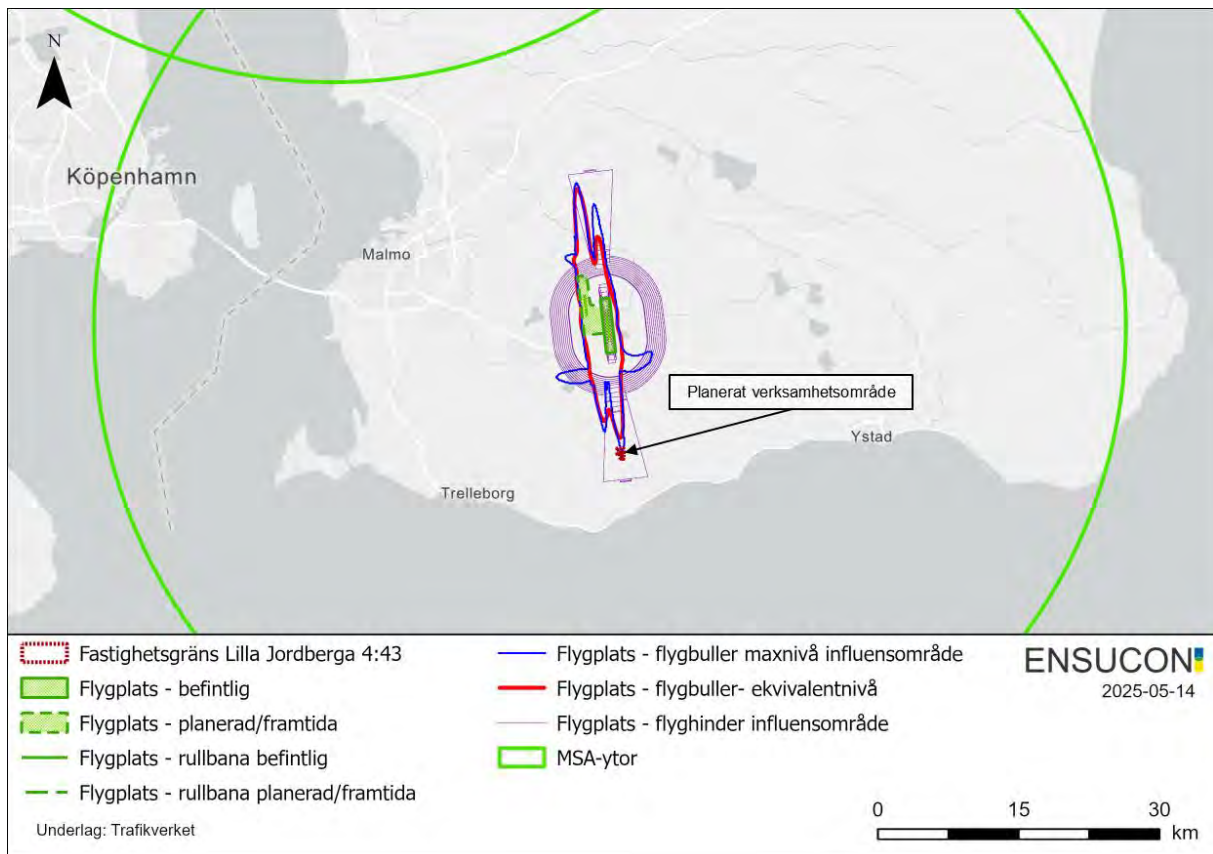 N
Köpenhamn
Malmo
Planerat verksamhetsområde
Ystad
Trelleborg
Fastighetsgräns Lilla Jordberga 4:43
Flygplats - befintlig
Flygplats - planerad/framtida
Flygplats - rullbana befintlig
Flygplats - rullbana planerad/framtida
Underlag: Trafikverket
Flygplats - flygbuller maxnivå influensområde
Flygplats - flygbuller- ekvivalentnivå
Flygplats - flyghinder influensområde
MSA-ytor
ENSUCON
2025-05-14
0 15 30
km